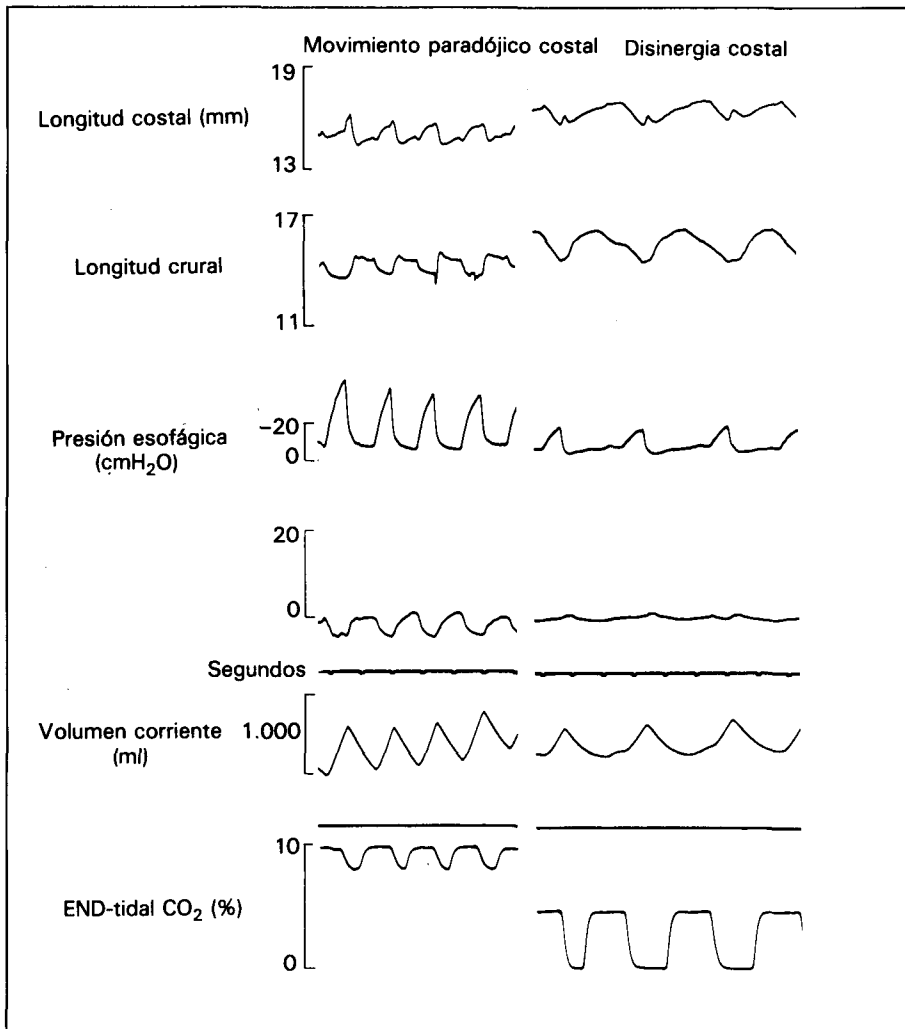 Movimiento paradójico costal
Disinergia costal
19
Longitud costal (mm)
13
17
Longitud crural
11
Presión esofágica
(cmH₂O)
−20
0
20
0
Segundos
Volumen corriente
(ml)
1.000
10
END-tidal CO₂ (%)
0